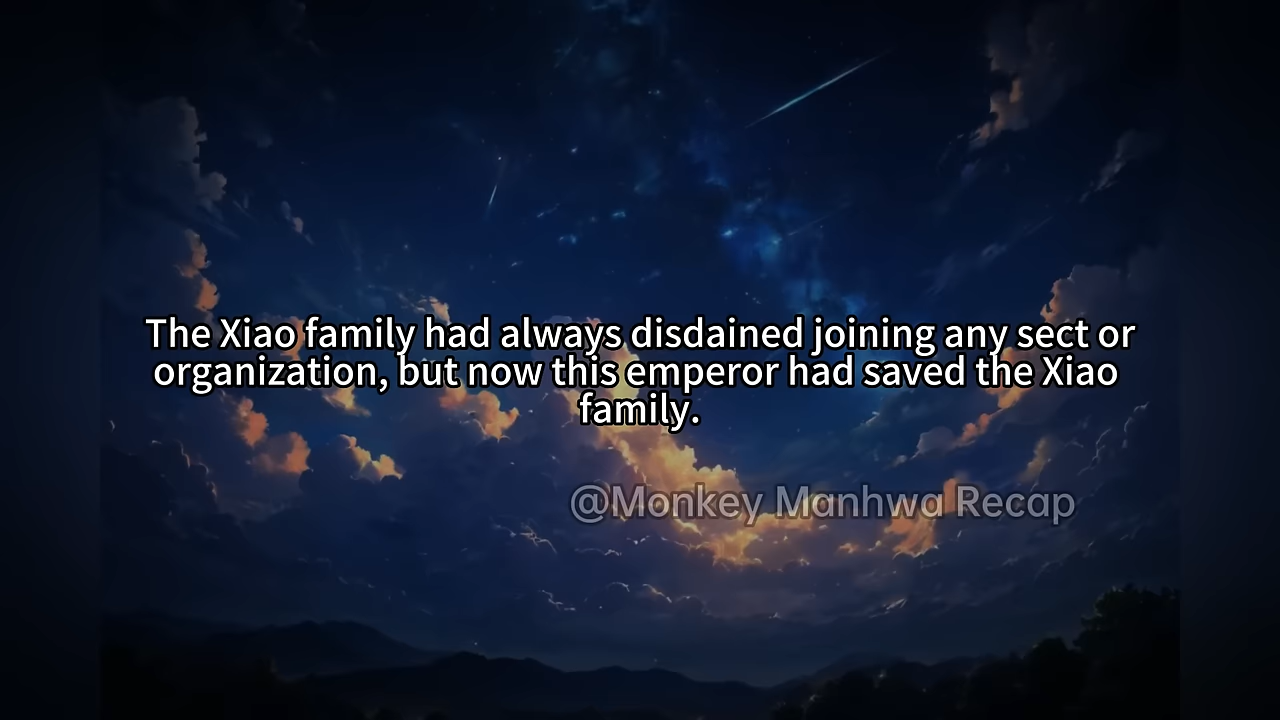 The Xiao family had always disdained joining any sect or
organization, but now this emperor had saved the Xiao
family.
@Monkey Manhwa Recap